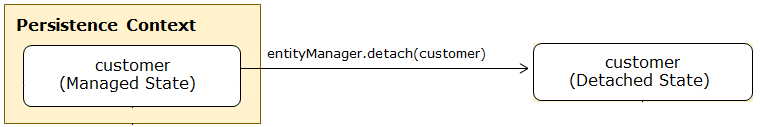 Persistence Context
customer
(Managed State)
entityManager.detach(customer)
customer
(Detached State)